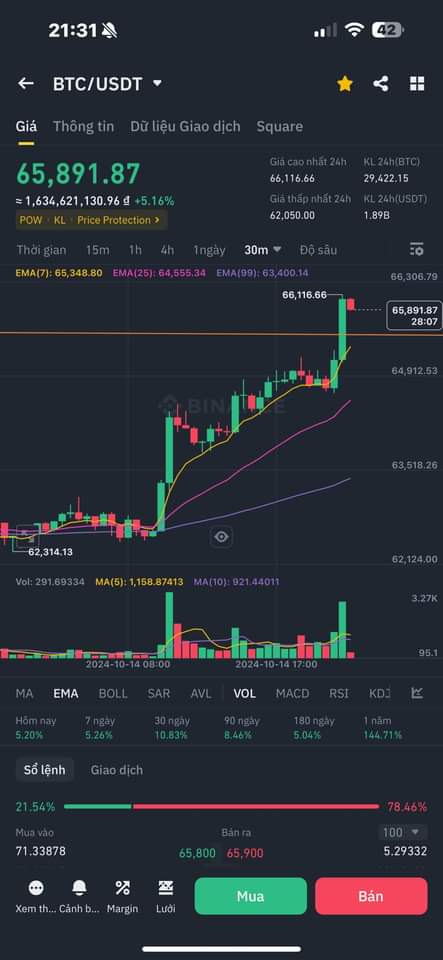 21:31
42
BTC/USDT
Giá Thông tin Dữ liệu Giao dịch Square
65,891.87
≈ 1,634,621,130.96 ₫ +5.16%
POW · KL · Price Protection >
Giá cao nhất 24h KL 24h(BTC)
66,116.66 29,422.15
Giá thấp nhất 24h KL 24h(USDT)
62,050.00 1.89B
Thời gian 15m 1h 4h 1ngày 30m Độ sâu
EMA(7): 65,348.80 EMA(25): 64,555.34 EMA(99): 63,400.14
66,306.79
66,116.66
65,891.87
28:07
64,912.53
BINANCE
63,518.26
62,314.13
62,124.00
Vol: 291.69334 MA(5): 1,158.87413 MA(10): 921.44011
3.27K
95.1
2024-10-14 08:00 2024-10-14 17:00
MA EMA BOLL SAR AVL VOL MACD RSI KDJ
Hôm nay 7 ngày 30 ngày 90 ngày 180 ngày 1 năm
5.20% 5.26% 10.83% 8.46% 5.04% 144.71%
Sổ lệnh Giao dịch
21.54% 78.46%
Mua vào Bán ra 100
71.33878 65,800 65,900 5.29332
Xem th... Cảnh b... Margin Lưới Mua Bán